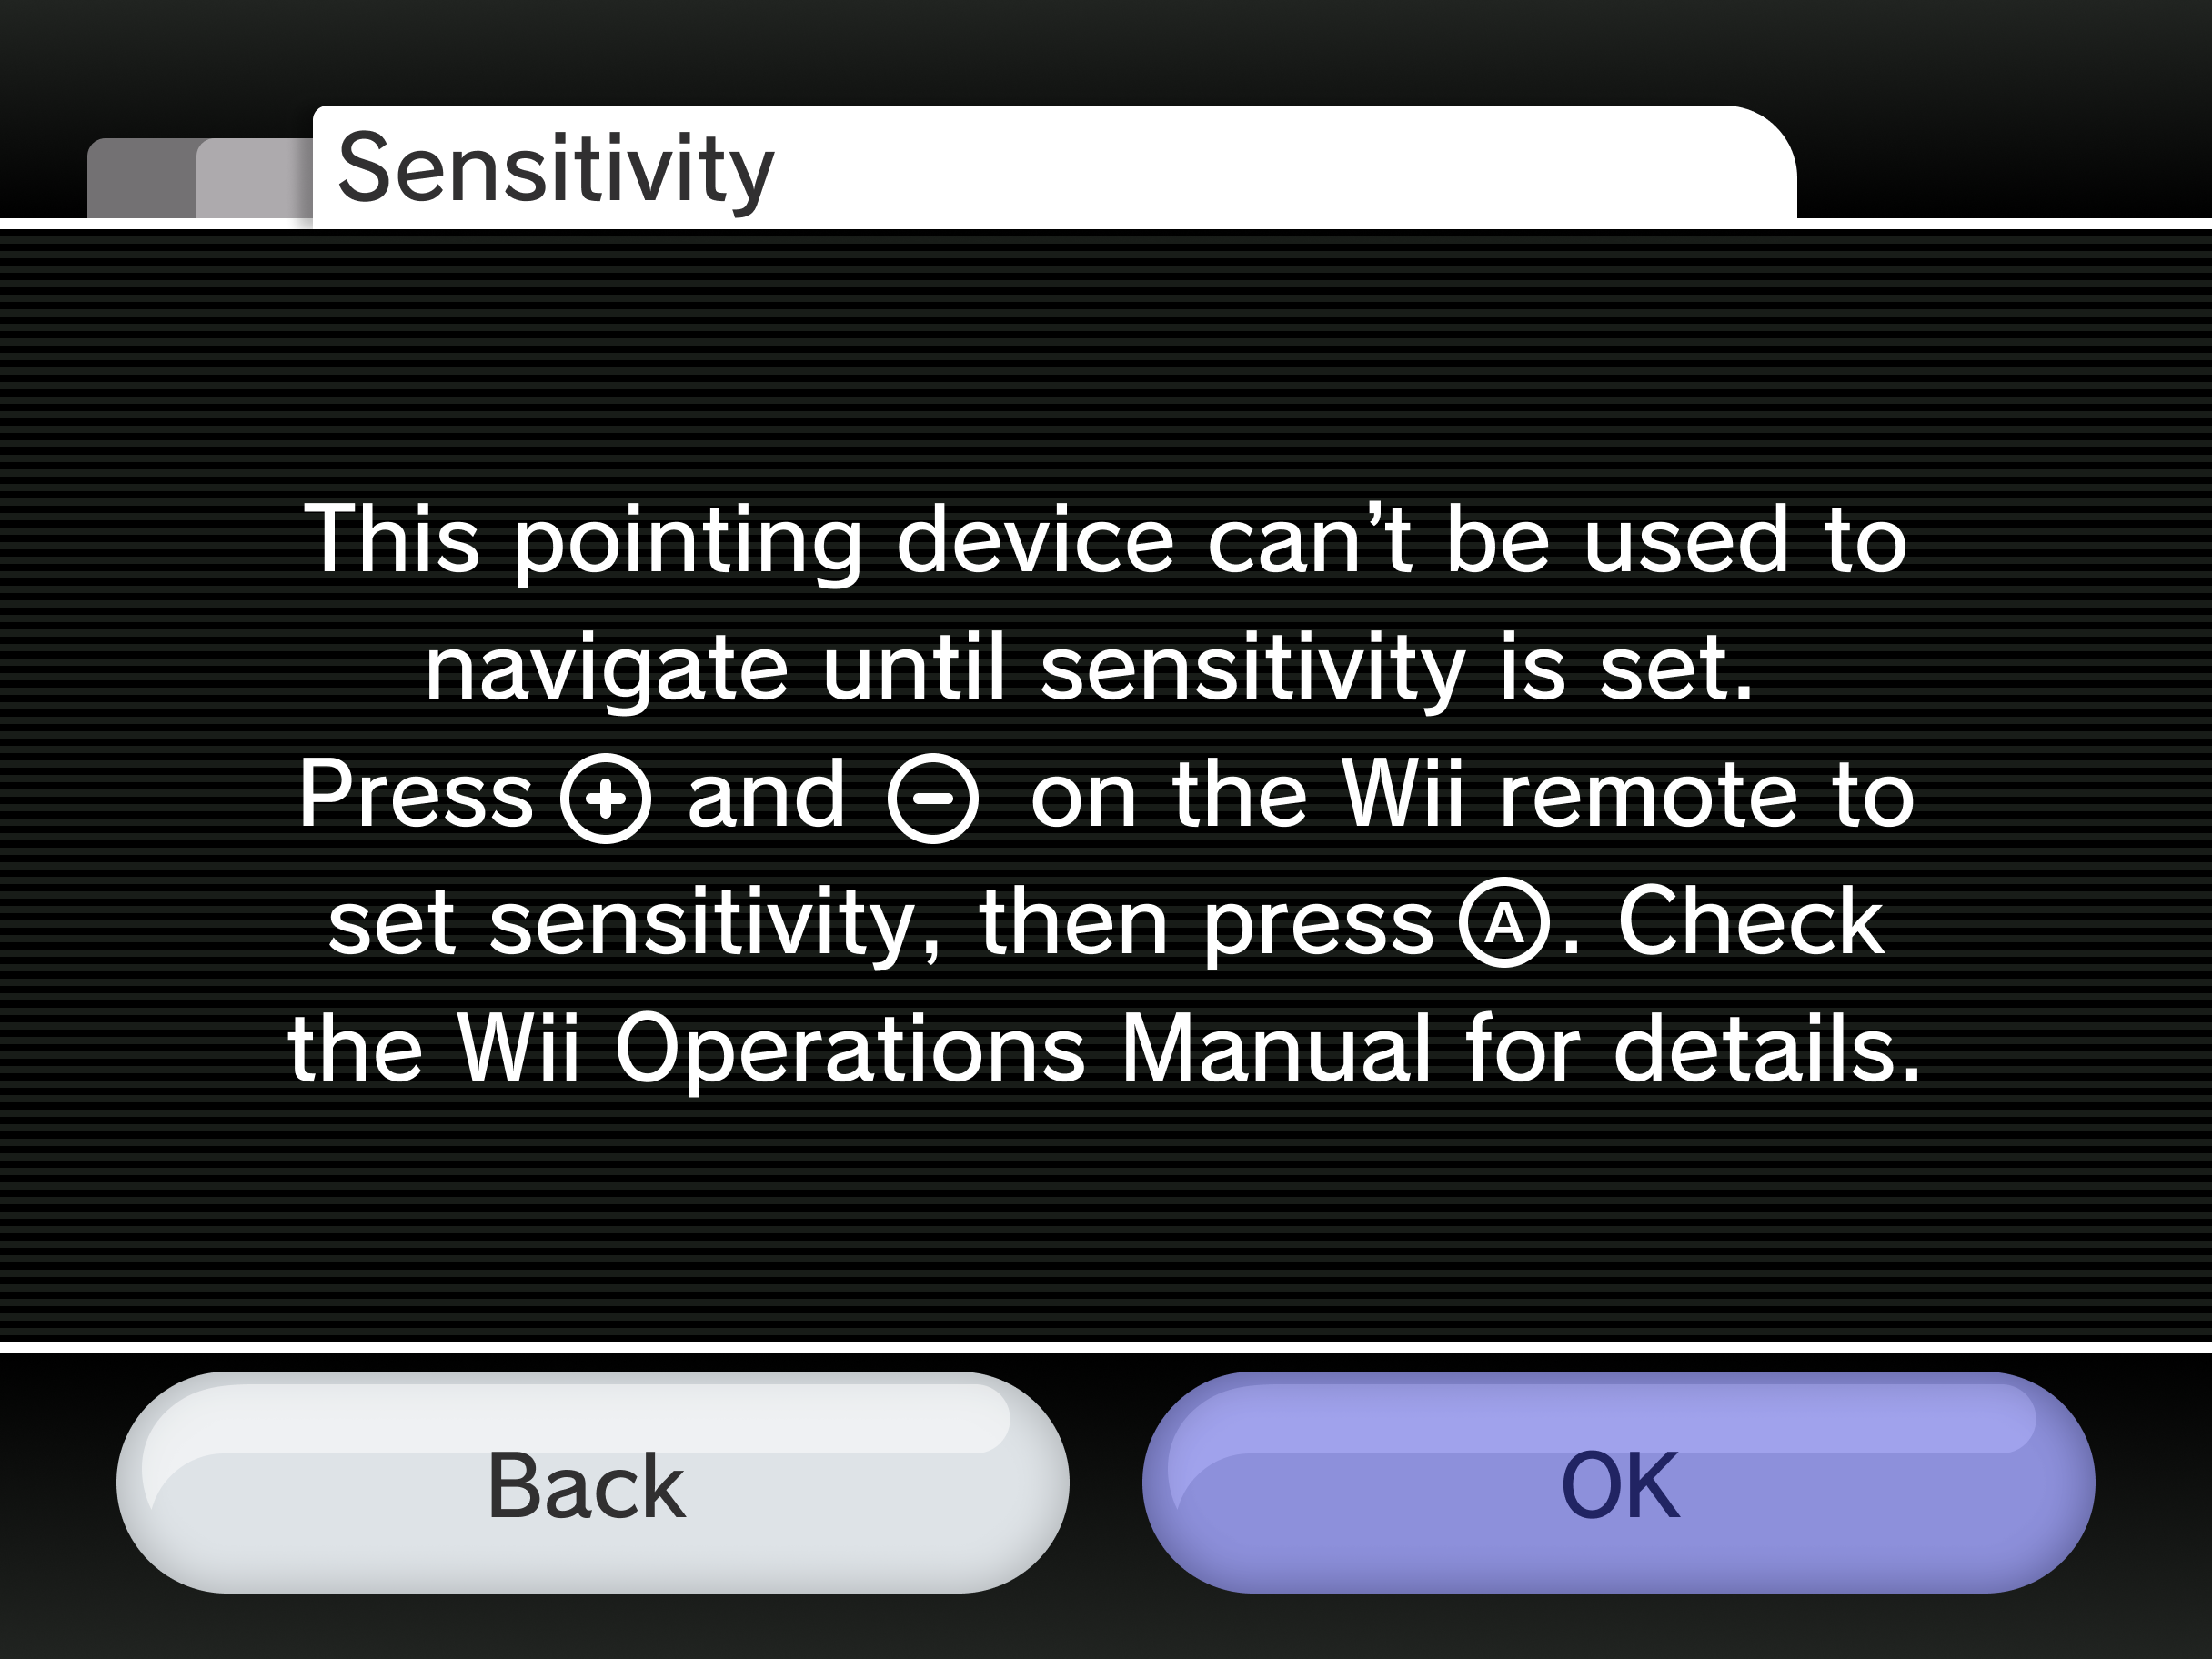 Sensitivity
This pointing device can’t be used to
navigate until sensitivity is set.
Press ⊕ and ⊖ on the Wii remote to
set sensitivity, then press Ⓐ. Check
the Wii Operations Manual for details.
Back
OK